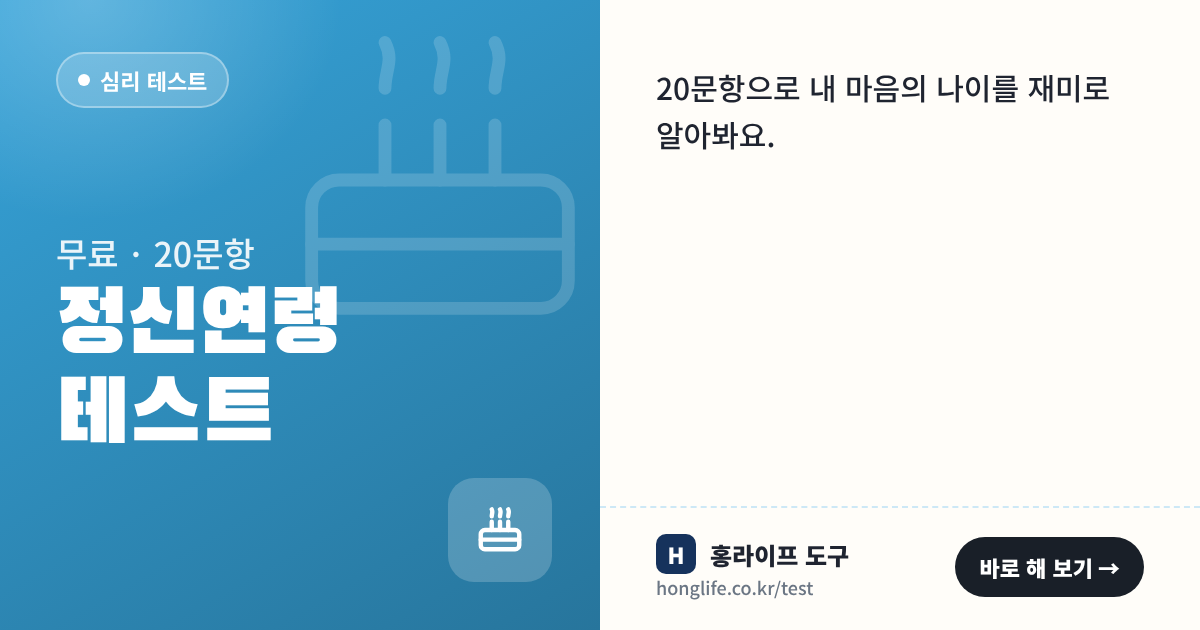 심리 테스트
무료 · 20문항
정신연령
테스트
20문항으로 내 마음의 나이를 재미로
알아봐요.
H 홍라이프 도구
honglife.co.kr/test
바로 해 보기 →